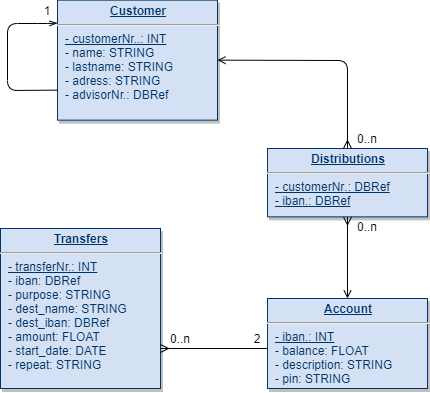 1
Customer
- customerNr..: INT
- name: STRING
- lastname: STRING
- adress: STRING
- advisorNr.: DBRef
0..n
Distributions
- customerNr.: DBRef
- iban.: DBRef
0..n
Transfers
- transferNr.: INT
- iban: DBRef
- purpose: STRING
- dest_name: STRING
- dest_iban: DBRef
- amount: FLOAT
- start_date: DATE
- repeat: STRING
0..n
2
Account
- iban.: INT
- balance: FLOAT
- description: STRING
- pin: STRING